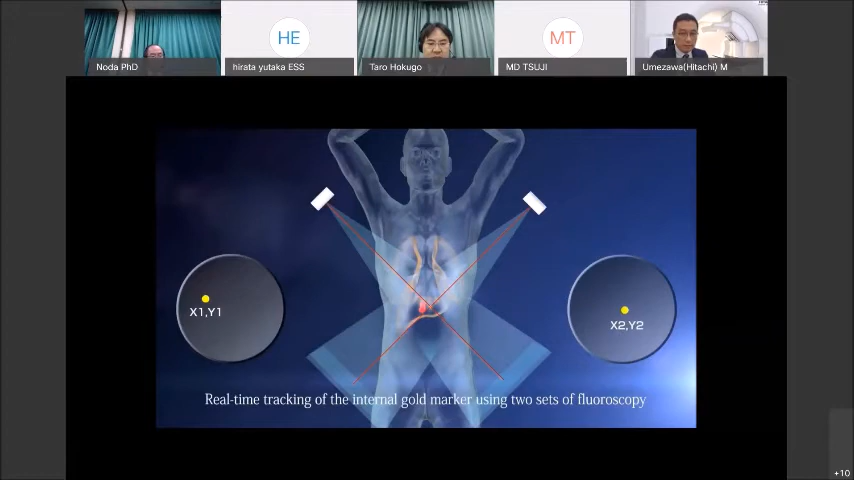 HE
MT
Noda PhD
hirata yutaka ESS
Taro Hokugo
MD TSUJI
Umezawa(Hitachi) M
X1,Y1
X2,Y2
Real-time tracking of the internal gold marker using two sets of fluoroscopy
+10